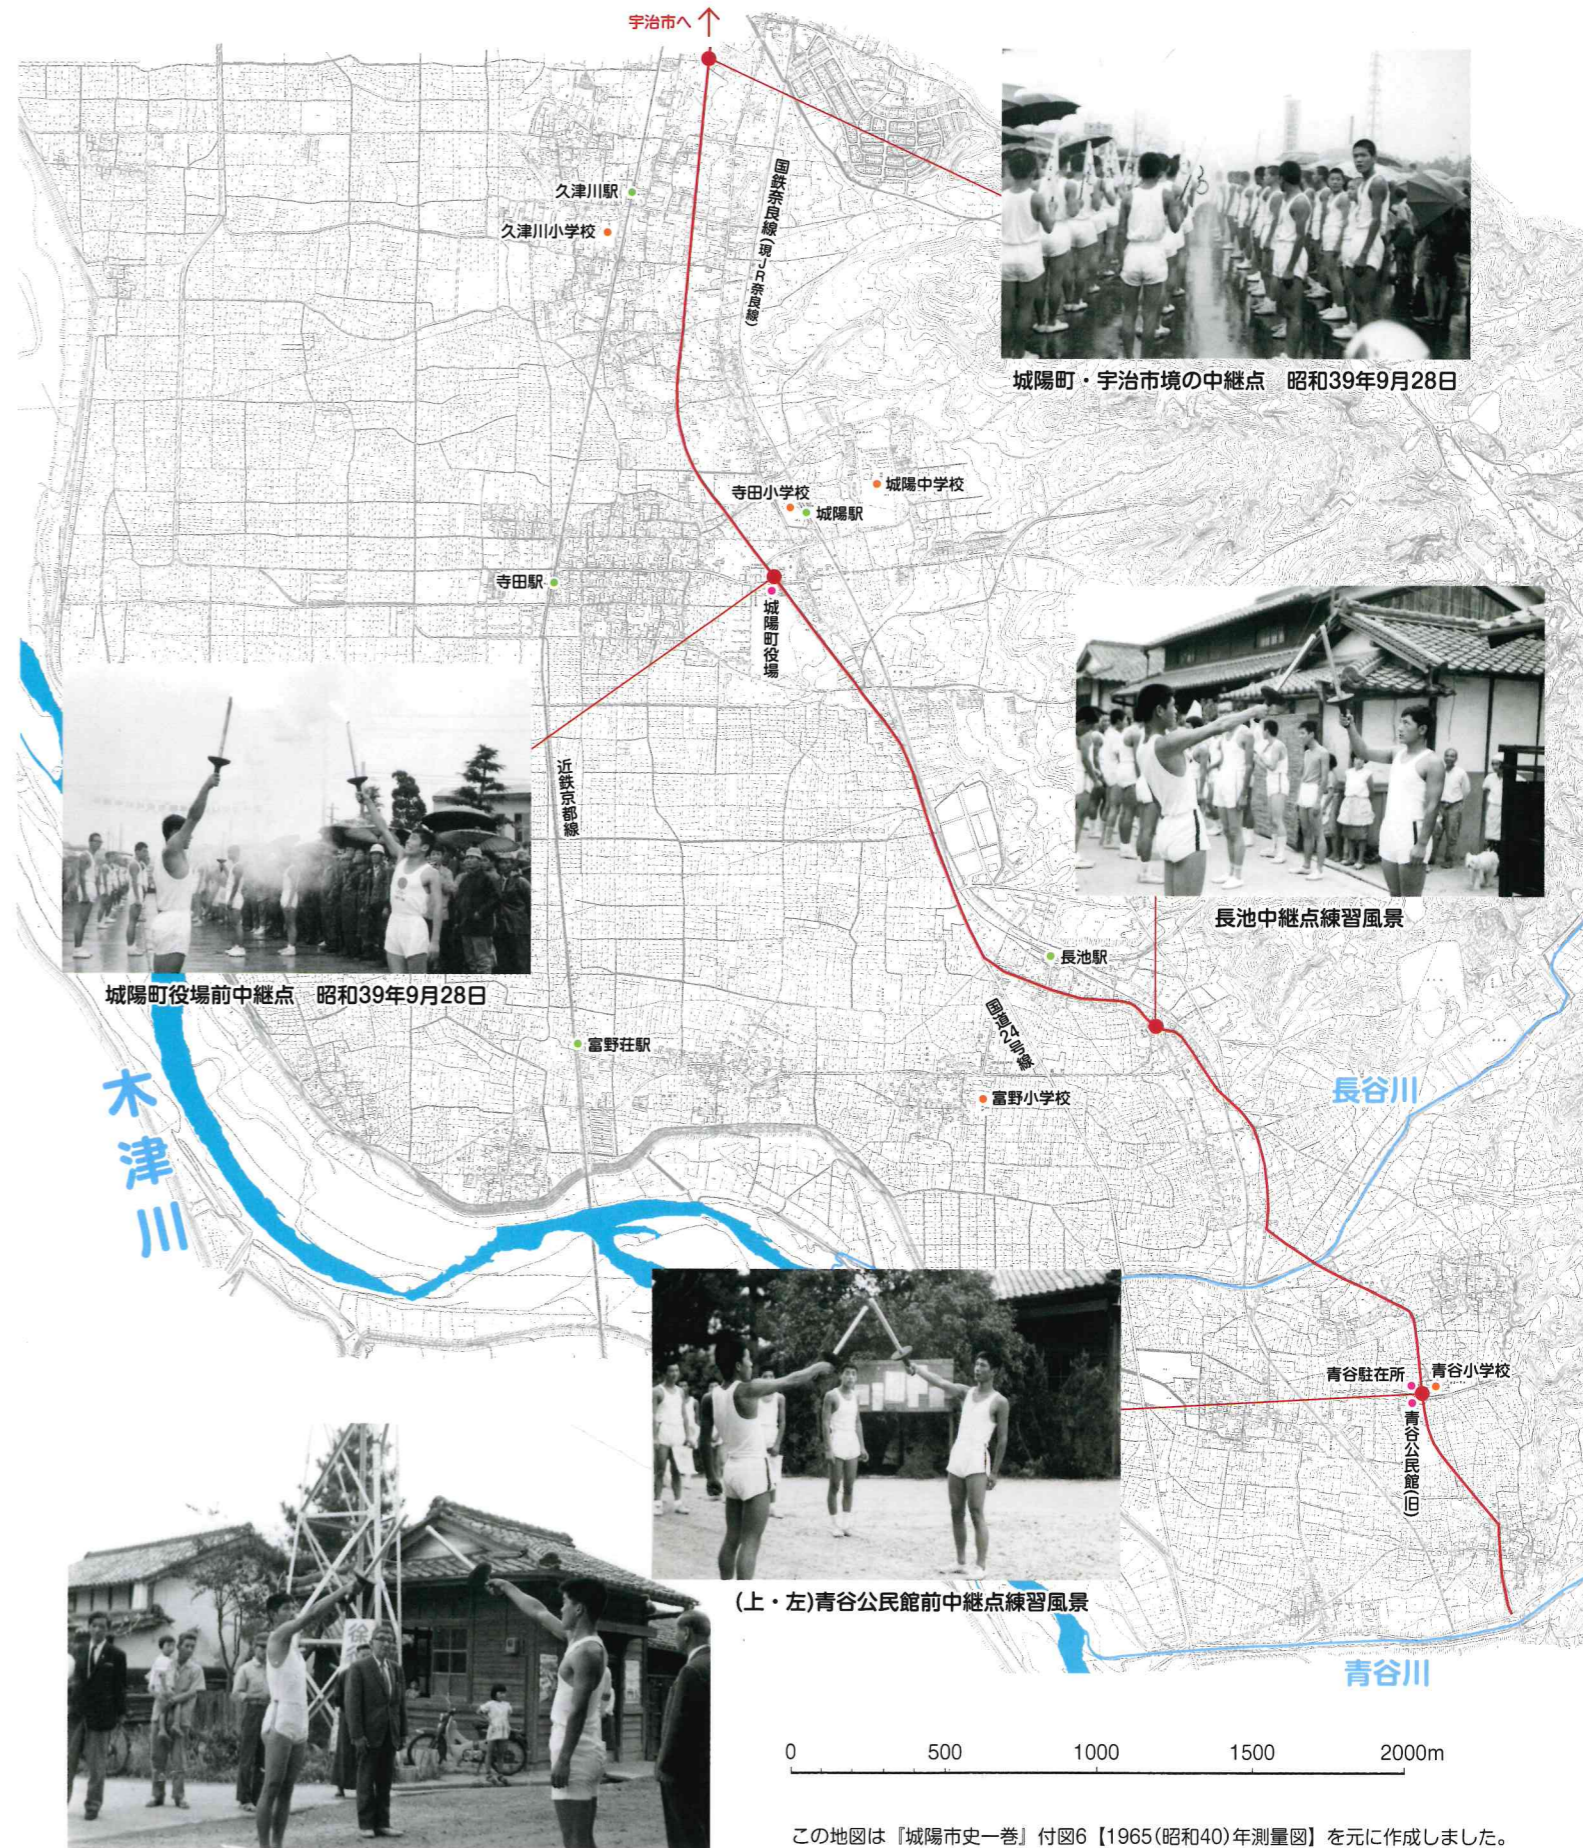 宇治市へ
久津川駅
久津川小学校
国鉄奈良線(現JR奈良線)
城陽町・宇治市境の中継点 昭和39年9月28日
城陽中学校
寺田小学校
城陽駅
寺田駅
城陽町役場
近鉄京都線
長池中継点練習風景
長池駅
城陽町役場前中継点 昭和39年9月28日
国道24号線
富野荘駅
富野小学校
木津川
長谷川
青谷駐在所
青谷小学校
青谷公民館(旧)
(上・左)青谷公民館前中継点練習風景
青谷川
0 500 1000 1500 2000m
この地図は『城陽市史一巻』付図6【1965(昭和40)年測量図】を元に作成しました。